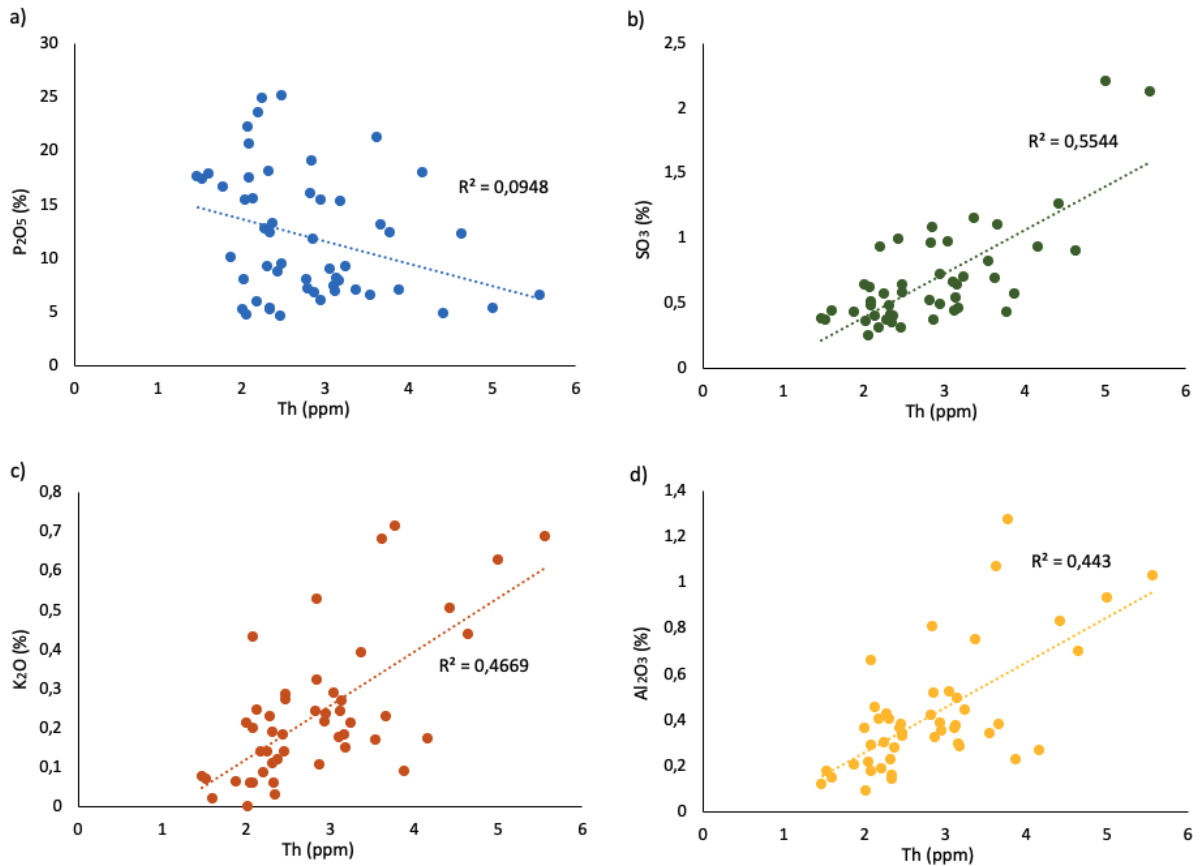 a)
30
25
20
15
10
5
0
P₂O₅ (%)
R² = 0,0948
0 1 2 3 4 5 6
Th (ppm)
b)
2,5
2
1,5
1
0,5
0
SO₃ (%)
R² = 0,5544
0 1 2 3 4 5 6
Th (ppm)
c)
0,8
0,7
0,6
0,5
0,4
0,3
0,2
0,1
0
K₂O (%)
R² = 0,4669
0 1 2 3 4 5 6
Th (ppm)
d)
1,4
1,2
1
0,8
0,6
0,4
0,2
0
Al₂O₃ (%)
R² = 0,443
0 1 2 3 4 5 6
Th (ppm)